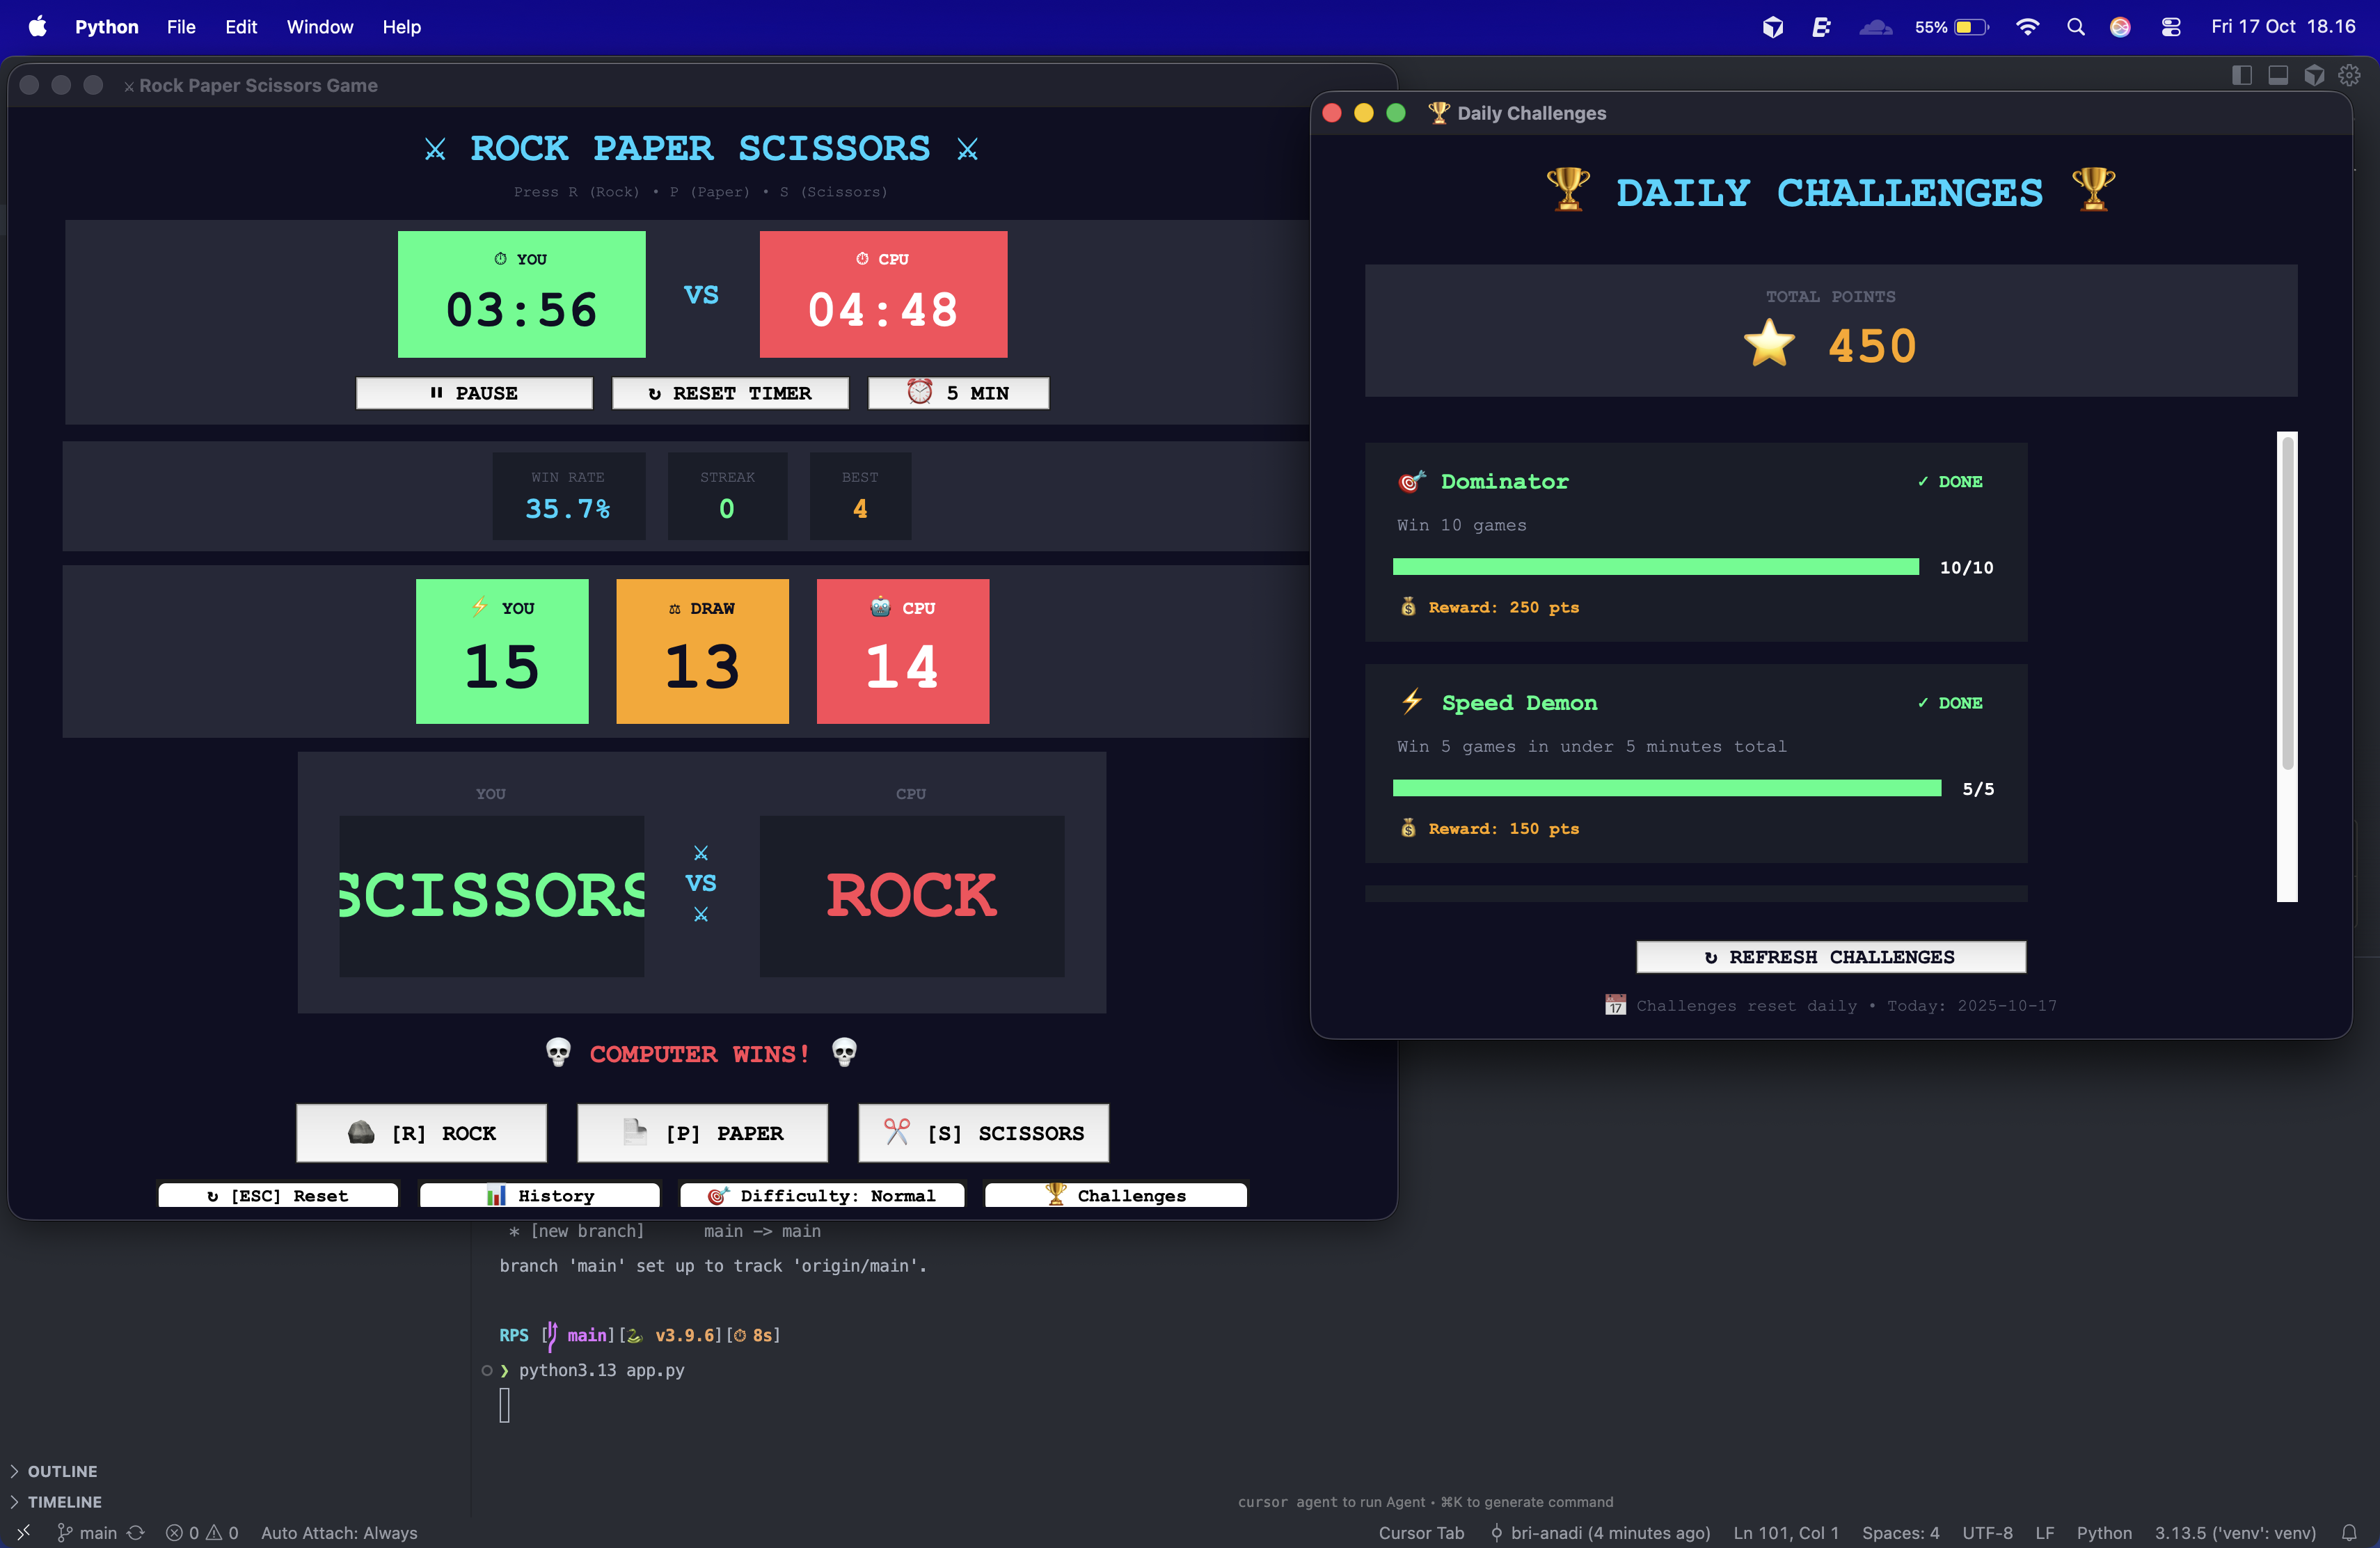 Python File Edit Window Help
55% Fri 17 Oct 18.16
⚔ Rock Paper Scissors Game
⚔ ROCK PAPER SCISSORS ⚔
Press R (Rock) • P (Paper) • S (Scissors)
⏱ YOU
03:56
VS
⏱ CPU
04:48
⏸ PAUSE
↻ RESET TIMER
⏰ 5 MIN
WIN RATE
35.7%
STREAK
0
BEST
4
⚡ YOU
15
⚖ DRAW
13
🤖 CPU
14
YOU
SCISSORS
⚔
VS
⚔
CPU
ROCK
💀 COMPUTER WINS! 💀
[R] ROCK
[P] PAPER
[S] SCISSORS
↻ [ESC] Reset
📊 History
🎯 Difficulty: Normal
🏆 Challenges
🏆 Daily Challenges
🏆 DAILY CHALLENGES 🏆
TOTAL POINTS
⭐ 450
🎯 Dominator
✓ DONE
Win 10 games
10/10
💰 Reward: 250 pts
⚡ Speed Demon
✓ DONE
Win 5 games in under 5 minutes total
5/5
💰 Reward: 150 pts
↻ REFRESH CHALLENGES
📅 Challenges reset daily • Today: 2025-10-17
* [new branch] main -> main
branch 'main' set up to track 'origin/main'.
RPS [main][🐍 v3.9.6][⏱ 8s]
❯ python3.13 app.py
OUTLINE
TIMELINE
cursor agent to run Agent • ⌘K to generate command
main 0 0 Auto Attach: Always
Cursor Tab bri-anadi (4 minutes ago) Ln 101, Col 1 Spaces: 4 UTF-8 LF Python 3.13.5 ('venv': venv)